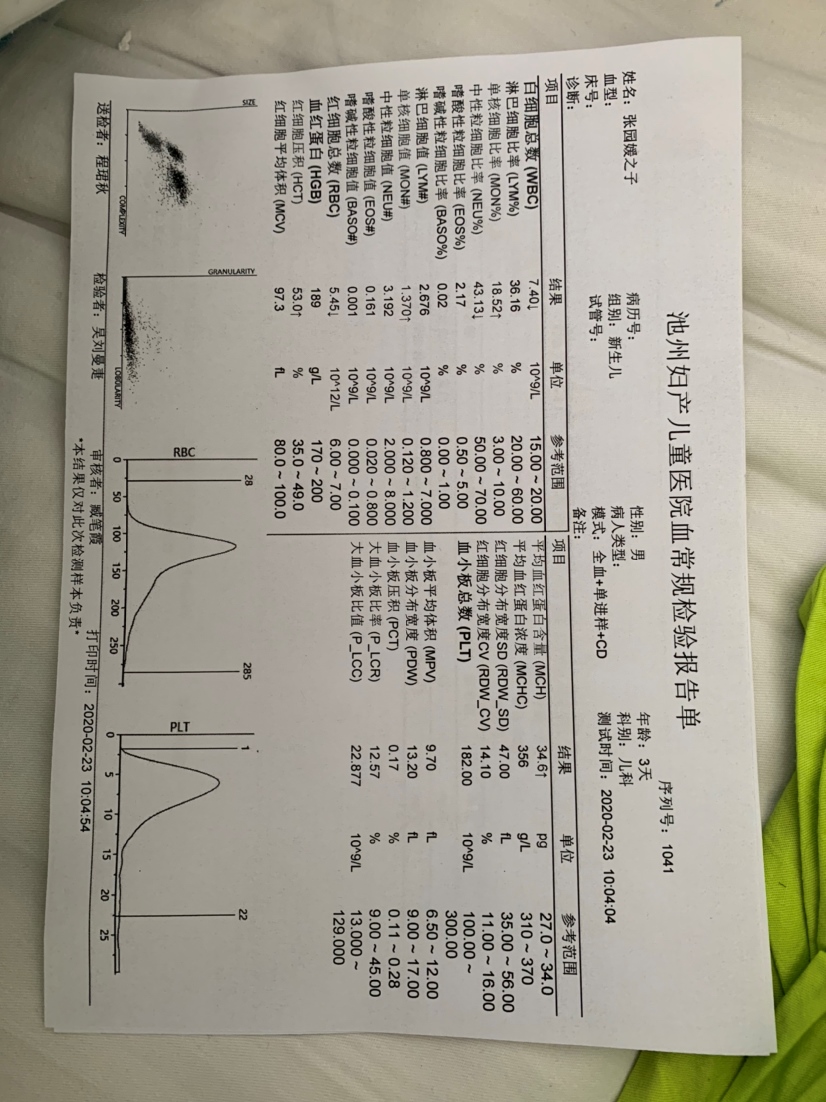 池州妇产儿童医院血常规检验报告单
序列号：1041
姓名：张园媛之子 病历号： 性别：男 年龄：3天
血型： 组别：新生儿 病人类型： 科别：儿科
床号： 试管号： 模式：全血+单进样+CD 测试时间：2020-02-23 10:04:04
诊断： 备注：
项目 结果 单位 参考范围
白细胞总数 (WBC) 7.40↓ 10^9/L 15.00 ~ 20.00
淋巴细胞比率 (LYM%) 36.16 % 20.00 ~ 60.00
单核细胞比率 (MON%) 18.52↑ % 3.00 ~ 10.00
中性粒细胞比率 (NEU%) 43.13↓ % 50.00 ~ 70.00
嗜酸性粒细胞比率 (EOS%) 2.17 % 0.50 ~ 5.00
嗜碱性粒细胞比率 (BASO%) 0.02 % 0.00 ~ 1.00
淋巴细胞值 (LYM#) 2.676 10^9/L 0.800 ~ 7.000
单核细胞值 (MON#) 1.370↑ 10^9/L 0.120 ~ 1.200
中性粒细胞值 (NEU#) 3.192 10^9/L 2.000 ~ 8.000
嗜酸性粒细胞值 (EOS#) 0.161 10^9/L 0.020 ~ 0.800
嗜碱性粒细胞值 (BASO#) 0.001 10^9/L 0.000 ~ 0.100
红细胞总数 (RBC) 5.45↓ 10^12/L 6.00 ~ 7.00
血红蛋白 (HGB) 189 g/L 170 ~ 200
红细胞压积 (HCT) 53.0↑ % 35.0 ~ 49.0
红细胞平均体积 (MCV) 97.3 fL 80.0 ~ 100.0
项目 结果 单位 参考范围
平均血红蛋白含量 (MCH) 34.6↑ pg 27.0 ~ 34.0
平均血红蛋白浓度 (MCHC) 356 g/L 310 ~ 370
红细胞分布宽度SD (RDW_SD) 47.00 fL 35.00 ~ 56.00
红细胞分布宽度CV (RDW_CV) 14.10 % 11.00 ~ 16.00
血小板总数 (PLT) 182.00 10^9/L 100.00 ~
300.00
血小板平均体积 (MPV) 9.70 fL 6.50 ~ 12.00
血小板分布宽度 (PDW) 13.20 fL 9.00 ~ 17.00
血小板压积 (PCT) 0.17 % 0.11 ~ 0.28
大血小板比率 (P_LCR) 12.57 % 9.00 ~ 45.00
大血小板比值 (P_LCC) 22.877 10^9/L 13.000 ~
129.000
SIZE
COMPLEXITY
GRANULARITY
LOBULARITY
RBC
28 285
0 50 100 150 200 250
PLT
1 22
0 5 10 15 20 25
送检者：程珺秋 检验者：吴刘曼寁 审核者：臧笔霞 打印时间：2020-02-23 10:04:54
*本结果仅对此次检测样本负责*